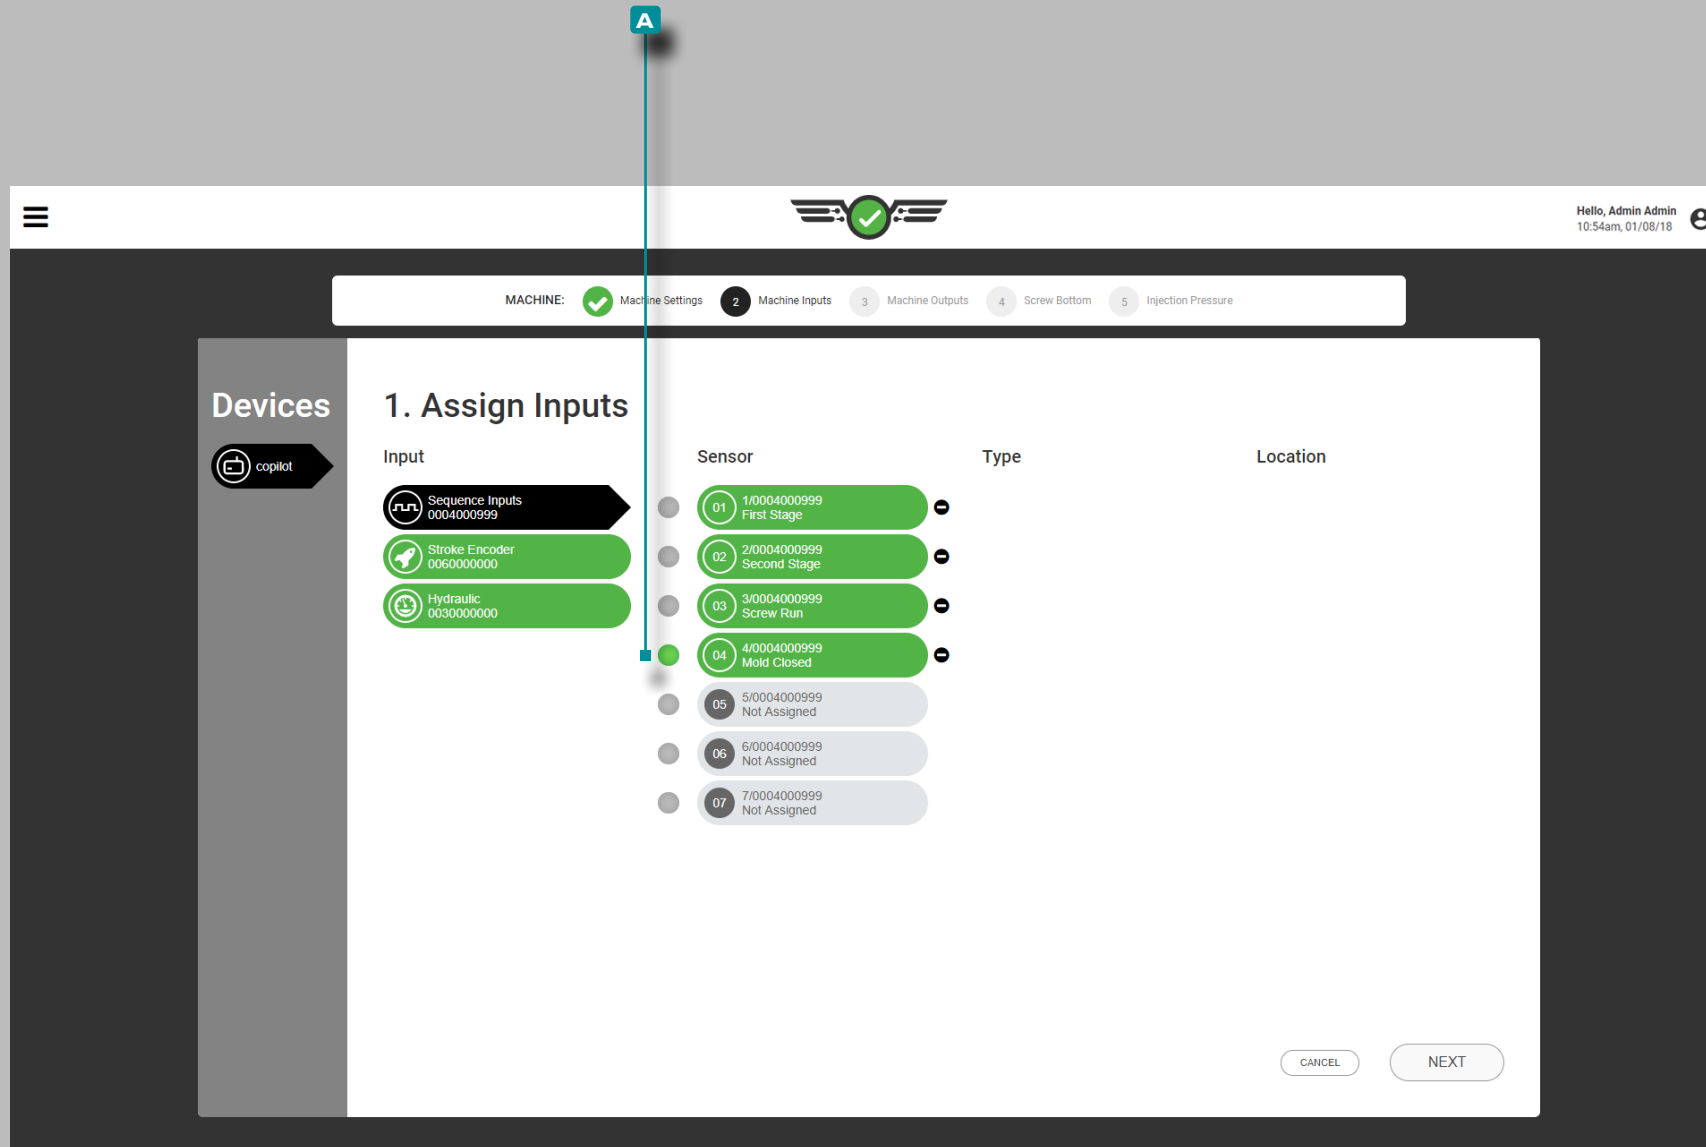 A
Hello, Admin Admin
10:54am, 01/08/18
MACHINE: Machine Settings 2 Machine Inputs 3 Machine Outputs 4 Screw Bottom 5 Injection Pressure
Devices
copilot
1. Assign Inputs
Input Sensor Type Location
Sequence Inputs
0004000999
Stroke Encoder
0060000000
Hydraulic
0030000000
01 1/0004000999
First Stage
02 2/0004000999
Second Stage
03 3/0004000999
Screw Run
04 4/0004000999
Mold Closed
05 5/0004000999
Not Assigned
06 6/0004000999
Not Assigned
07 7/0004000999
Not Assigned
CANCEL NEXT